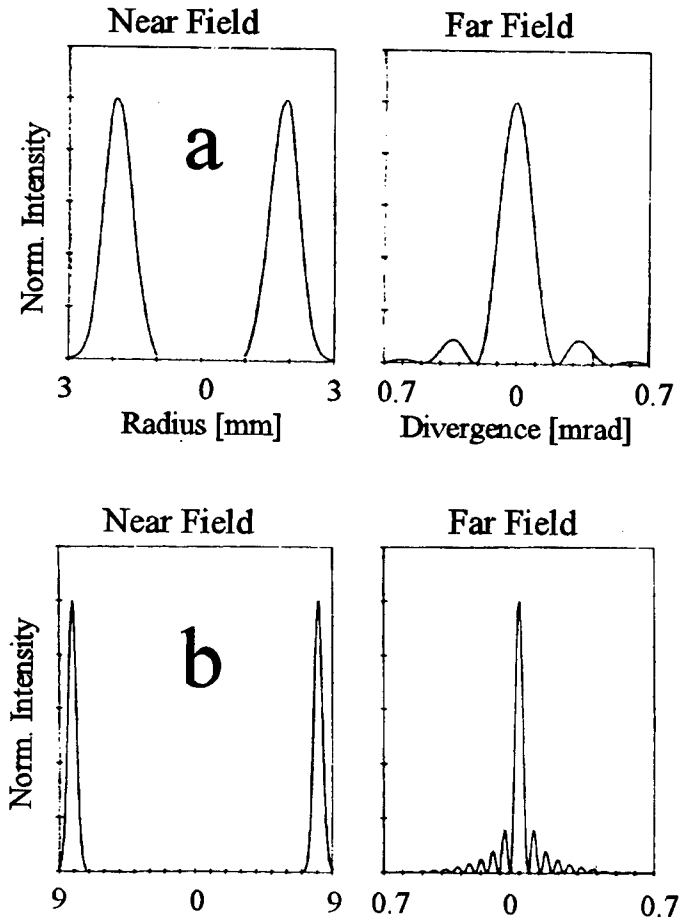 Near Field
Far Field
Norm. Intensity
a
3 0 3
0.7 0 0.7
Radius [mm]
Divergence [mrad]
Near Field
Far Field
Norm. Intensity
b
9 0 9
0.7 0 0.7